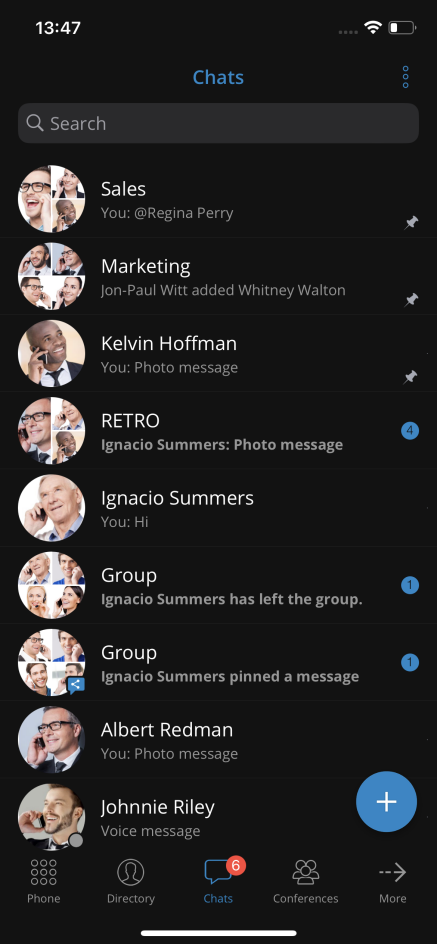 13:47
Chats
Search
Sales
You: @Regina Perry
Marketing
Jon-Paul Witt added Whitney Walton
Kelvin Hoffman
You: Photo message
RETRO
Ignacio Summers: Photo message
4
Ignacio Summers
You: Hi
Group
Ignacio Summers has left the group.
1
Group
Ignacio Summers pinned a message
1
Albert Redman
You: Photo message
Johnnie Riley
Voice message
6
Phone
Directory
Chats
Conferences
More